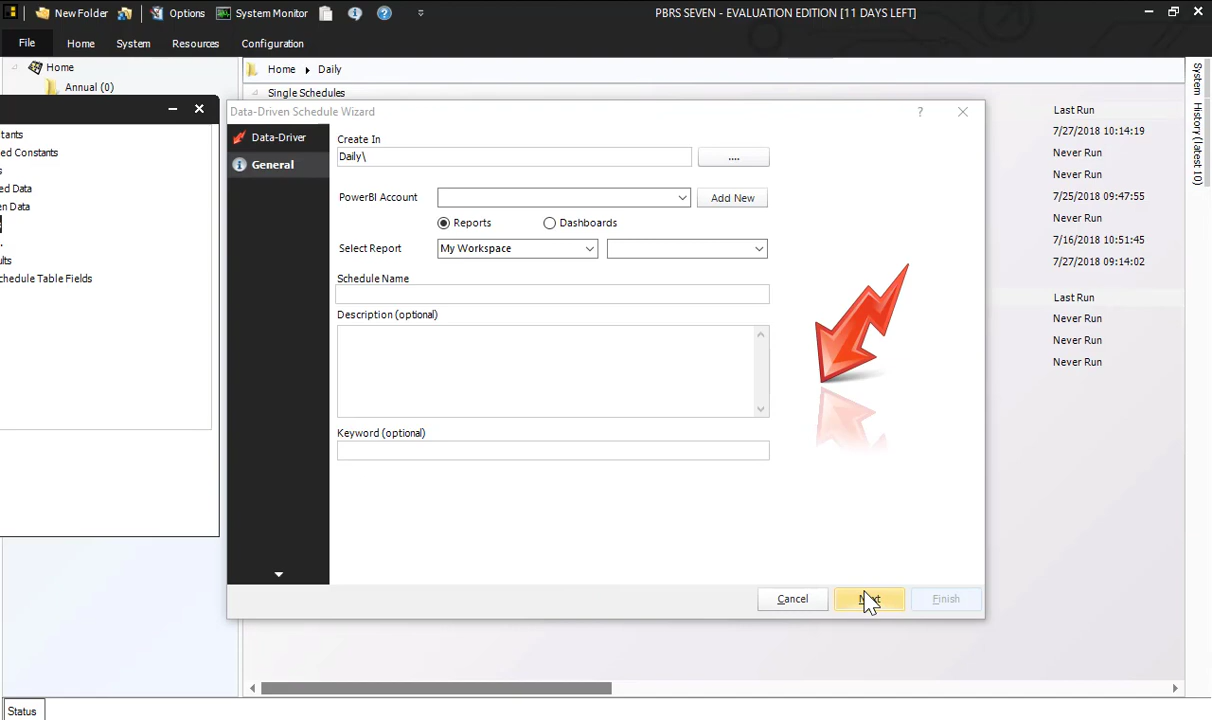 New Folder Options System Monitor PBRS SEVEN - EVALUATION EDITION [11 DAYS LEFT]
File Home System Resources Configuration
Home
Annual (0)
Home Daily
Single Schedules
Last Run
7/27/2018 10:14:19
Never Run
Never Run
7/25/2018 09:47:55
Never Run
7/16/2018 10:51:45
7/27/2018 09:14:02
Last Run
Never Run
Never Run
Never Run
System History (latest 10)
tants
ed Constants
s
ed Data
en Data
ults
chedule Table Fields
Data-Driven Schedule Wizard
Data-Driver
General
Create In
Daily\
....
PowerBI Account Add New
Reports Dashboards
Select Report My Workspace
Schedule Name
Description (optional)
Keyword (optional)
Cancel Next Finish
Status